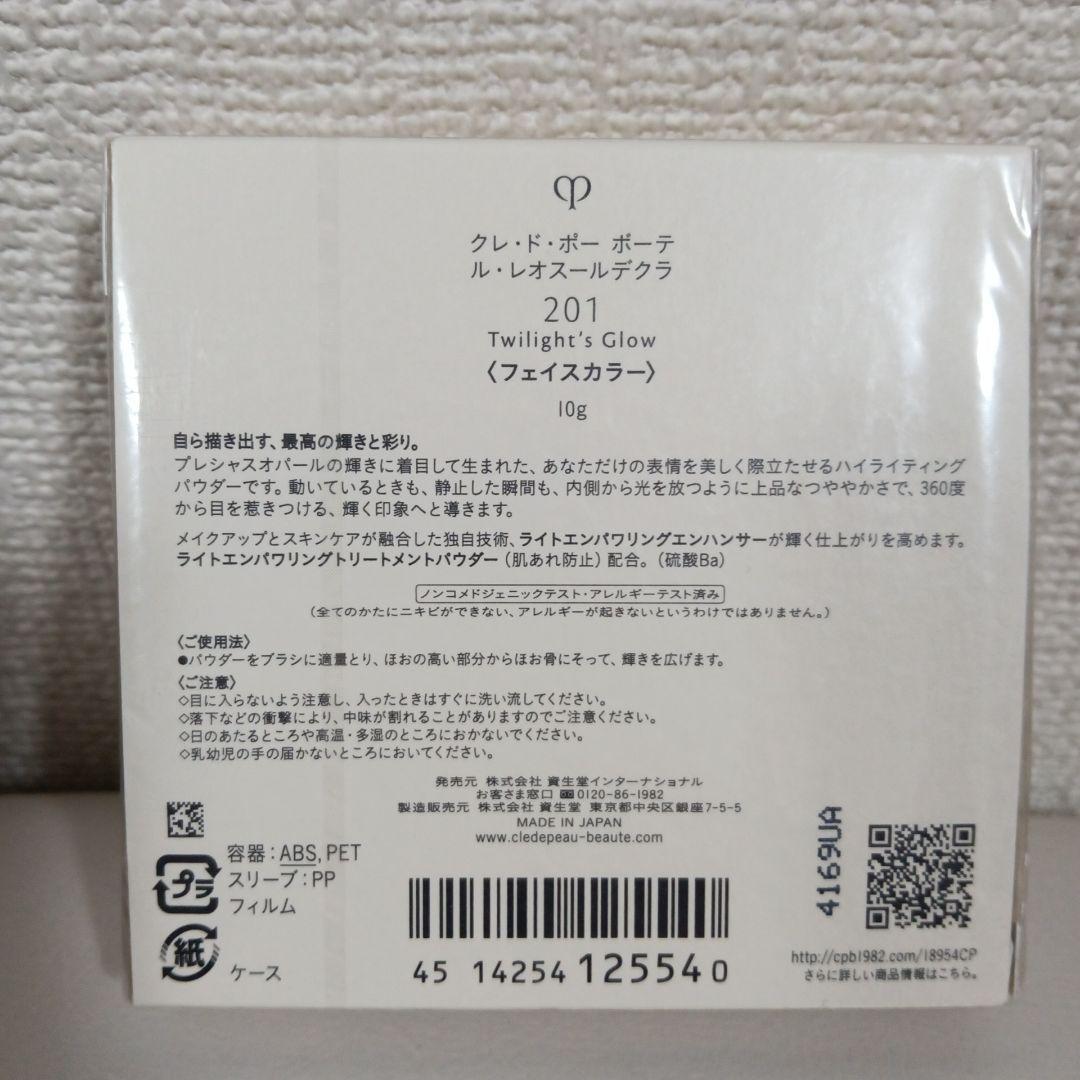 クレ・ド・ポー ボーテ
ル・レオスールデクラ
201
Twilight's Glow
〈フェイスカラー〉
10g
自ら描き出す、最高の輝きと彩り。
プレシャスオパールの輝きに着目して生まれた、あなただけの表情を美しく際立たせるハイライティング
パウダーです。動いているときも、静止した瞬間も、内側から光を放つように上品なつややかさで、360度
から目を惹きつける、輝く印象へと導きます。
メイクアップとスキンケアが融合した独自技術、ライトエンパワリングエンハンサーが輝く仕上がりを高めます。
ライトエンパワリングトリートメントパウダー（肌あれ防止）配合。（硫酸Ba）
ノンコメドジェニックテスト・アレルギーテスト済み
（全てのかたにニキビができない、アレルギーが起きないというわけではありません。）
〈ご使用法〉
●パウダーをブラシに適量とり、ほおの高い部分からほお骨にそって、輝きを広げます。
〈ご注意〉
◇目に入らないよう注意し、入ったときはすぐに洗い流してください。
◇落下などの衝撃により、中味が割れることがありますのでご注意ください。
◇日のあたるところや高温・多湿のところにおかないでください。
◇乳幼児の手の届かないところにおいてください。
発売元 株式会社 資生堂インターナショナル
お客さま窓口 0120-86-1982
製造販売元 株式会社 資生堂 東京都中央区銀座7-5-5
MADE IN JAPAN
www.cledepeau-beaute.com
プラ
容器：ABS, PET
スリーブ：PP
フィルム
紙
ケース
45 14254 12554 0
4169UA
http://cpb1982.com/18954CP
さらに詳しい商品情報はこちら。